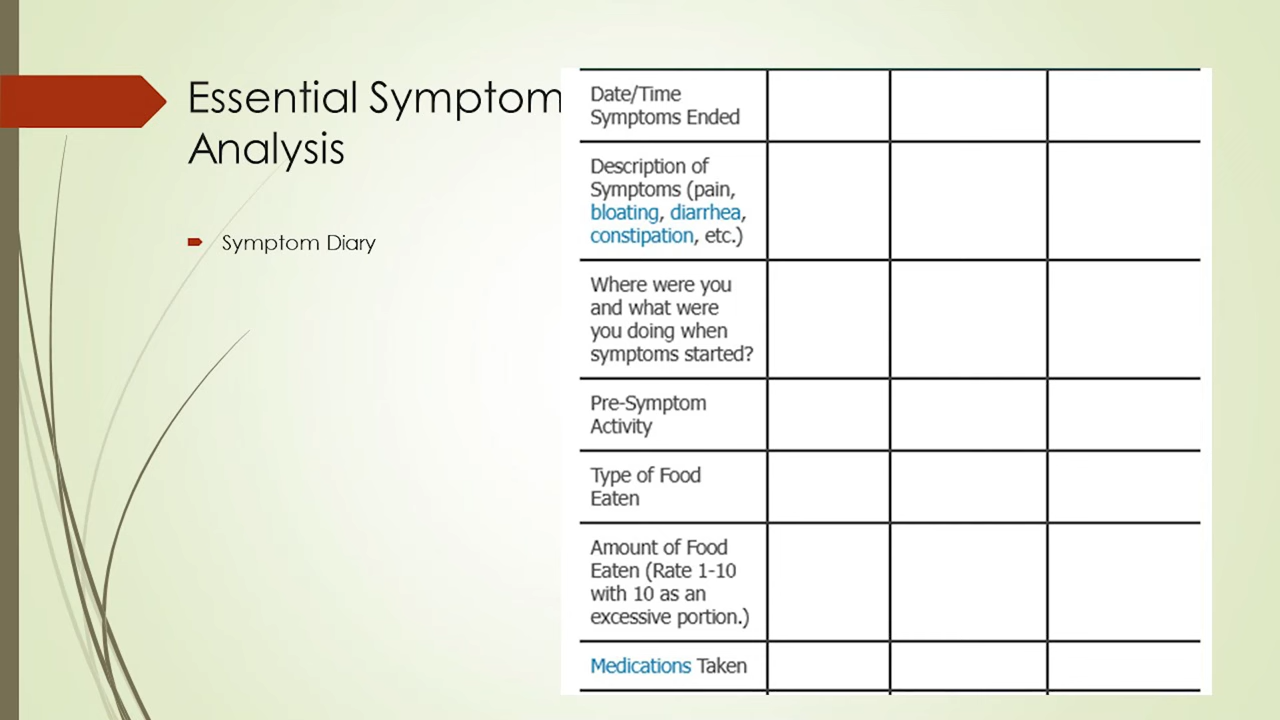 Essential Symptom
Analysis
Symptom Diary
Date/Time
Symptoms Ended
Description of
Symptoms (pain,
bloating, diarrhea,
constipation, etc.)
Where were you
and what were
you doing when
symptoms started?
Pre-Symptom
Activity
Type of Food
Eaten
Amount of Food
Eaten (Rate 1-10
with 10 as an
excessive portion.)
Medications Taken